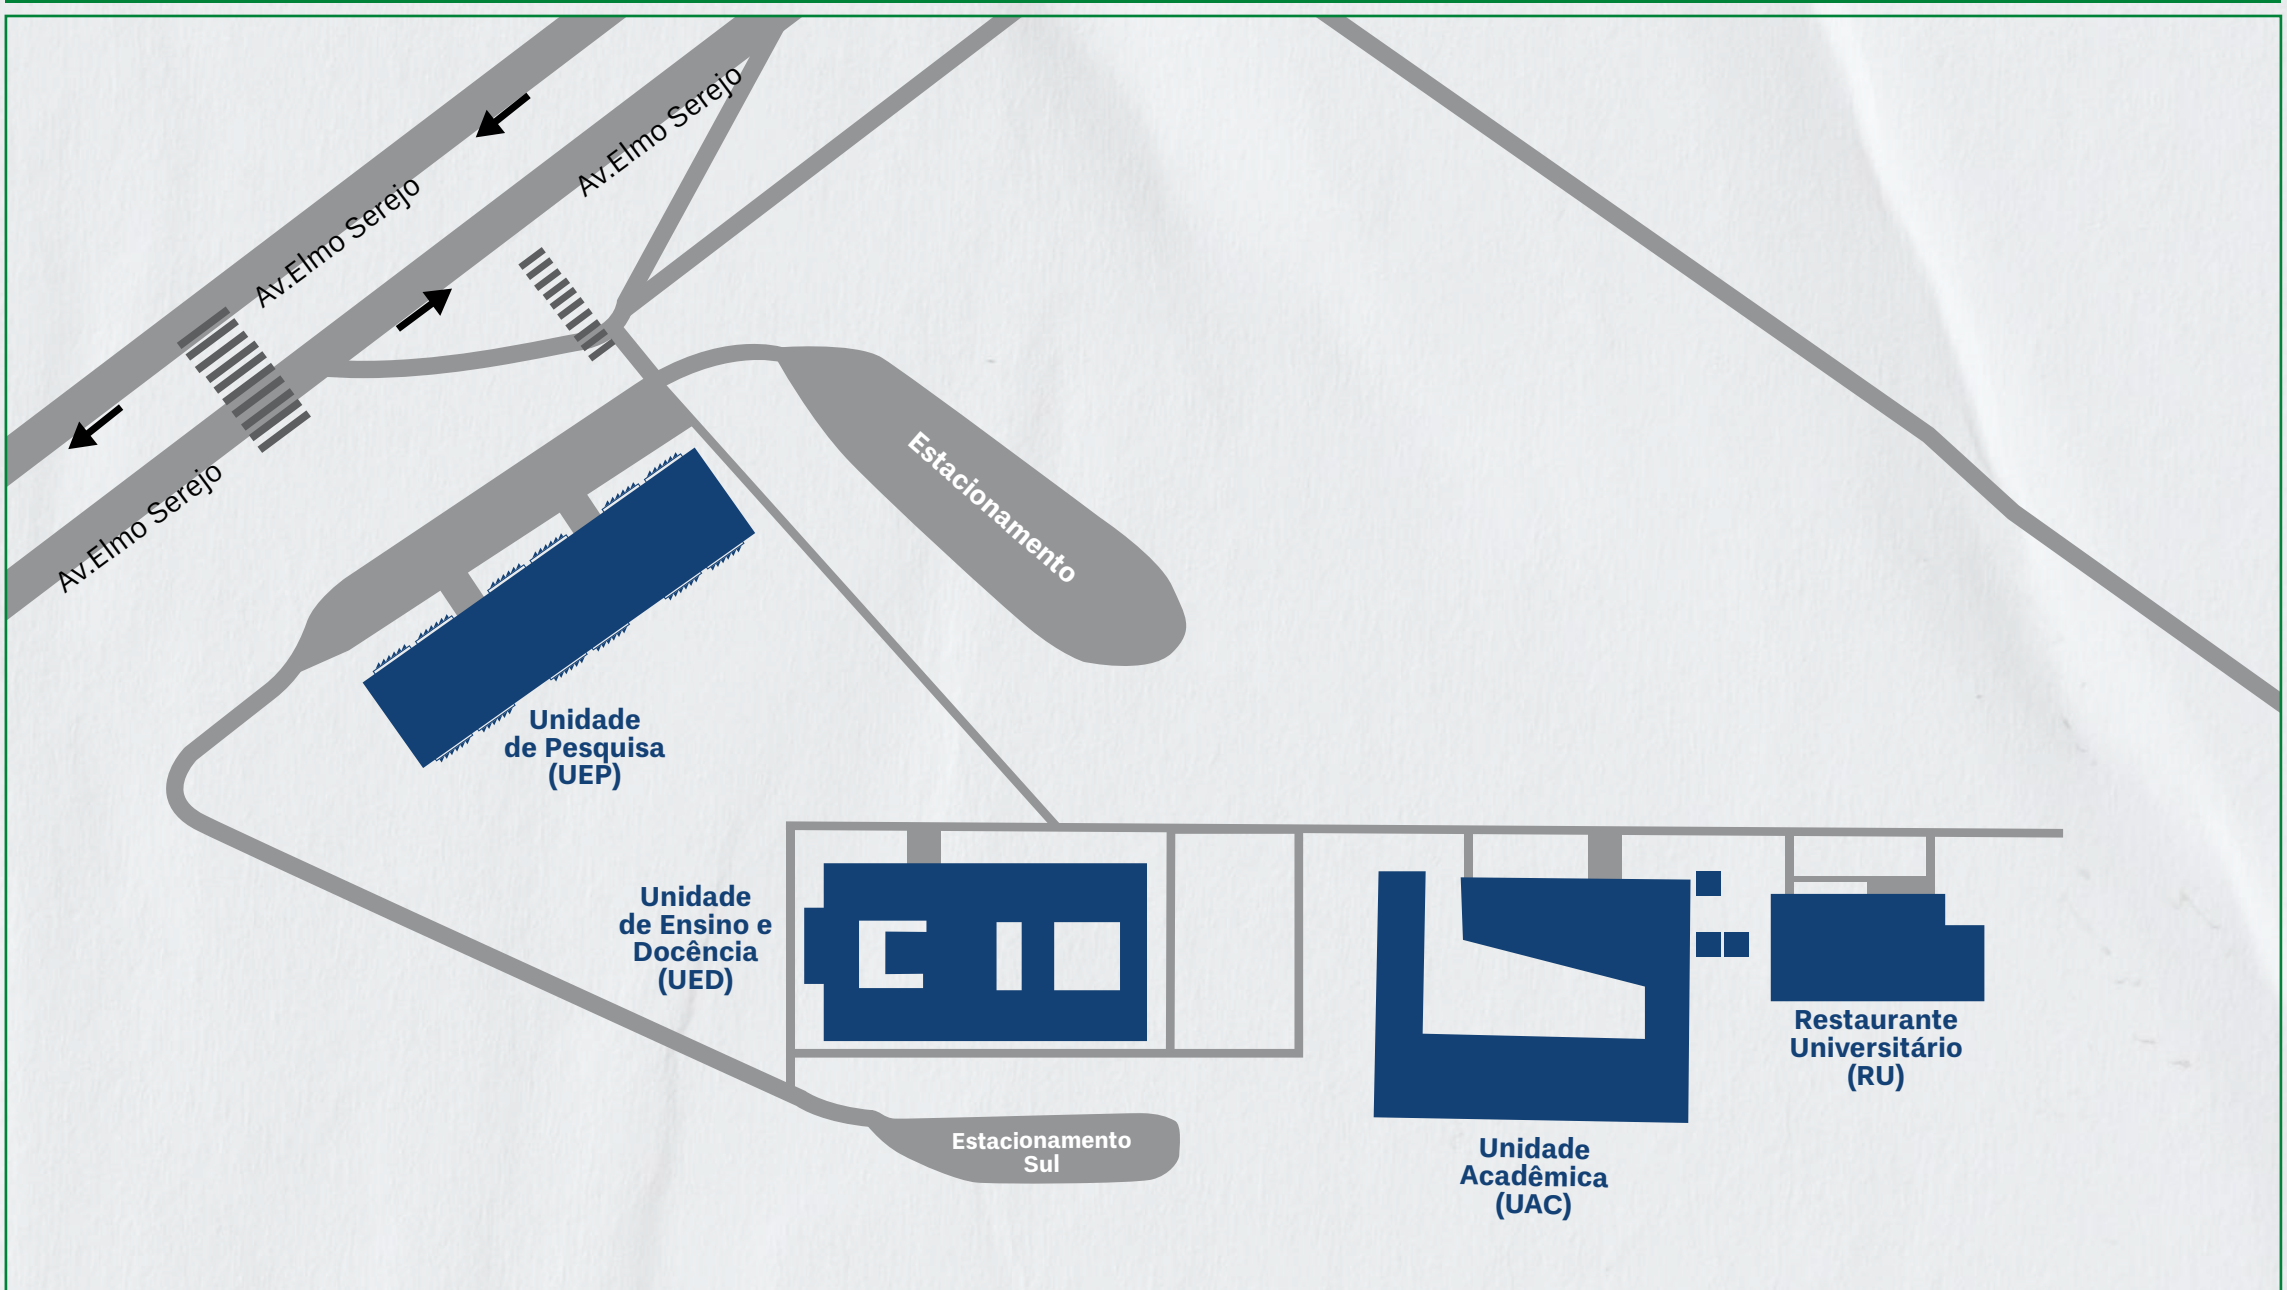 Av.Elmo Serejo
Av.Elmo Serejo
Av.Elmo Serejo
Estacionamento
Unidade
de Pesquisa
(UEP)
Unidade
de Ensino e
Docência
(UED)
Restaurante
Universitário
(RU)
Estacionamento
Sul
Unidade
Acadêmica
(UAC)